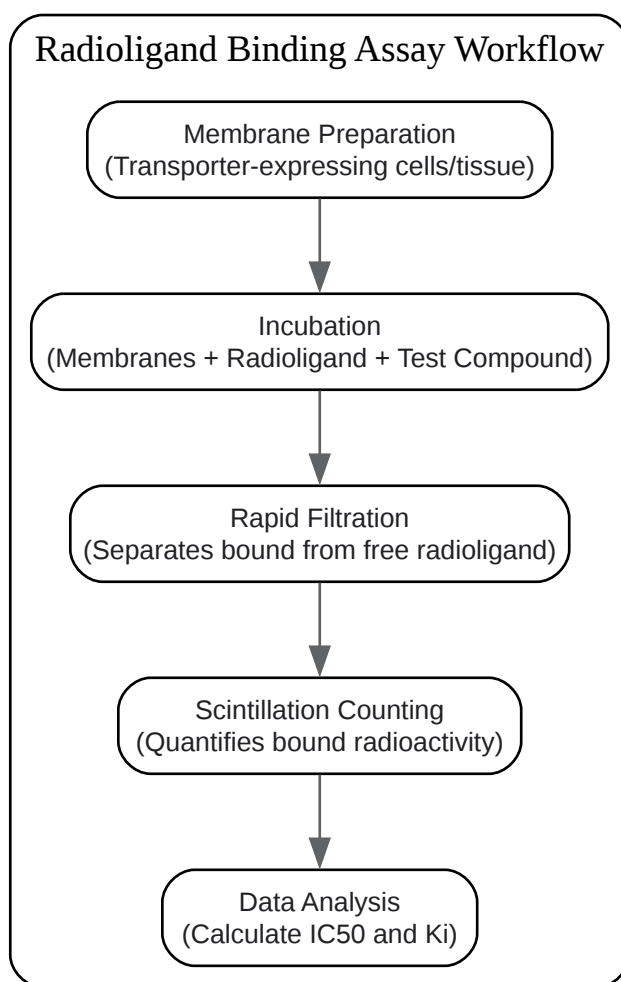 Radioligand Binding Assay Workflow
Membrane Preparation
(Transporter-expressing cells/tissue)
Incubation
(Membranes + Radioligand + Test Compound)
Rapid Filtration
(Separates bound from free radioligand)
Scintillation Counting
(Quantifies bound radioactivity)
Data Analysis
(Calculate IC50 and Ki)